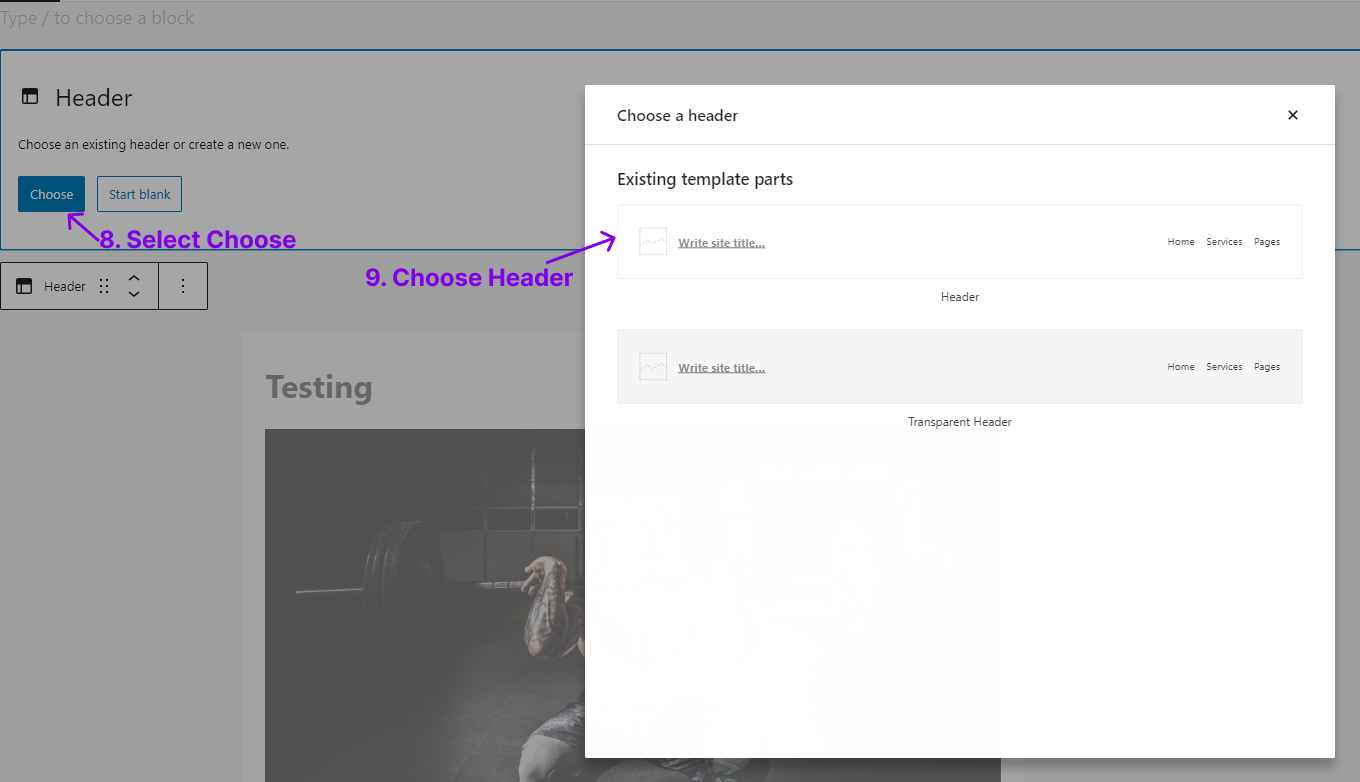 Type / to choose a block
Header
Choose an existing header or create a new one.
Choose
Start blank
8. Select Choose
Header
Testing
Choose a header
Existing template parts
9. Choose Header
Write site title...
Home Services Pages
Header
Write site title...
Home Services Pages
Transparent Header